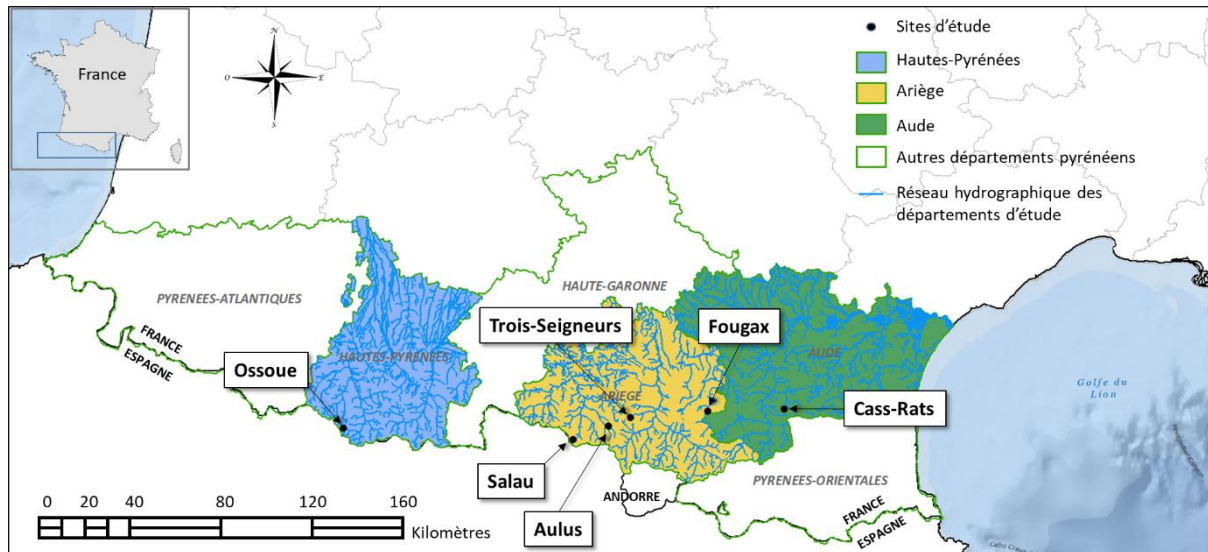 France
N
O
E
S
Sites d'étude
Hautes-Pyrénées
Ariège
Aude
Autres départements pyrénéens
Réseau hydrographique des
départements d'étude
PYRENEES-ATLANTIQUES
HAUTE-GARONNE
Trois-Seigneurs
Fougax
FRANCE
ESPAGNE
HAUTES-PYRENEES
AUDE
Ossoue
ARIEGE
Cass-Rats
Golfe du
Lion
Salau
PYRENEES-ORIENTALES
ANDORRE
Aulus
FRANCE
ESPAGNE
0 20 40 80 120 160
Kilomètres